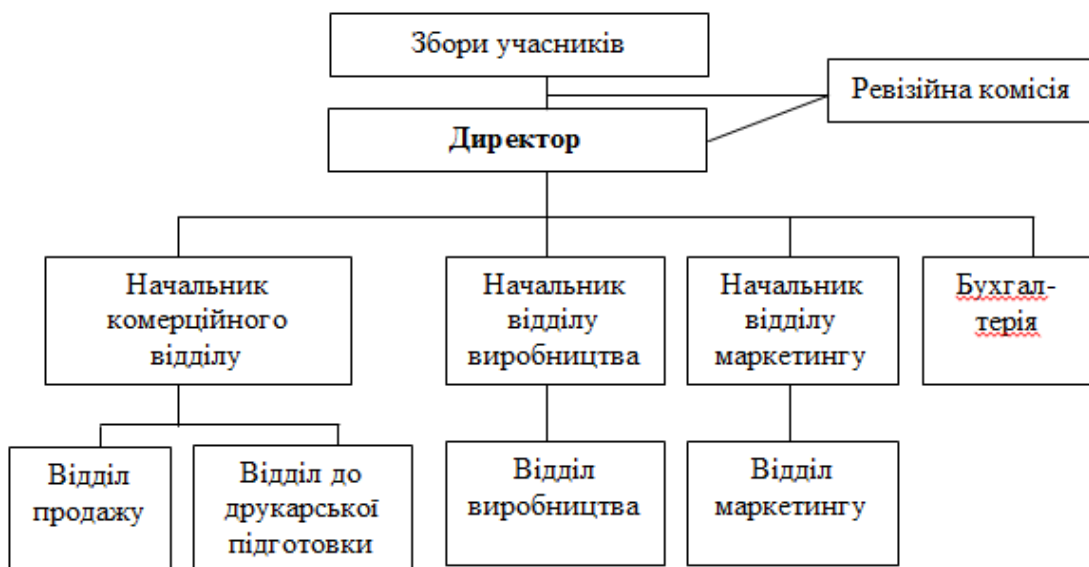 Збори учасників
Ревізійна комісія
Директор
Начальник
комерційного
відділу
Начальник
відділу
виробництва
Начальник
відділу
маркетингу
Бухгал-
терія
Відділ
продажу
Відділ до
друкарської
підготовки
Відділ
виробництва
Відділ
маркетингу